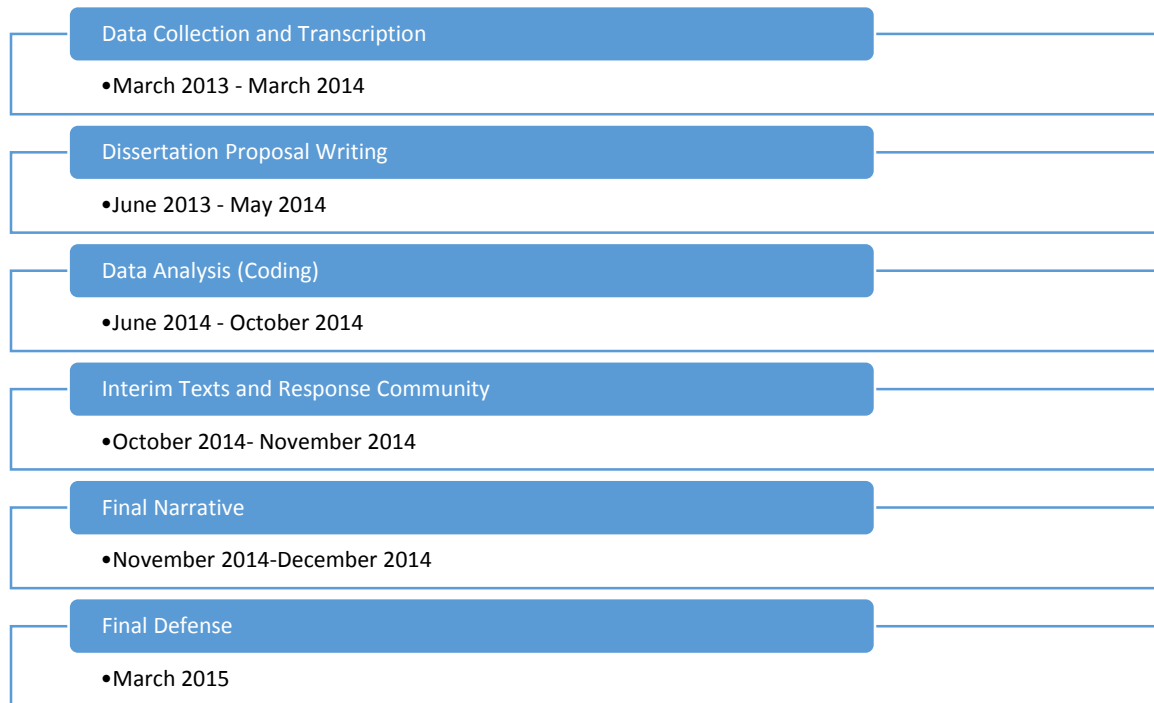 Data Collection and Transcription
•March 2013 - March 2014
Dissertation Proposal Writing
•June 2013 - May 2014
Data Analysis (Coding)
•June 2014 - October 2014
Interim Texts and Response Community
•October 2014- November 2014
Final Narrative
•November 2014-December 2014
Final Defense
•March 2015